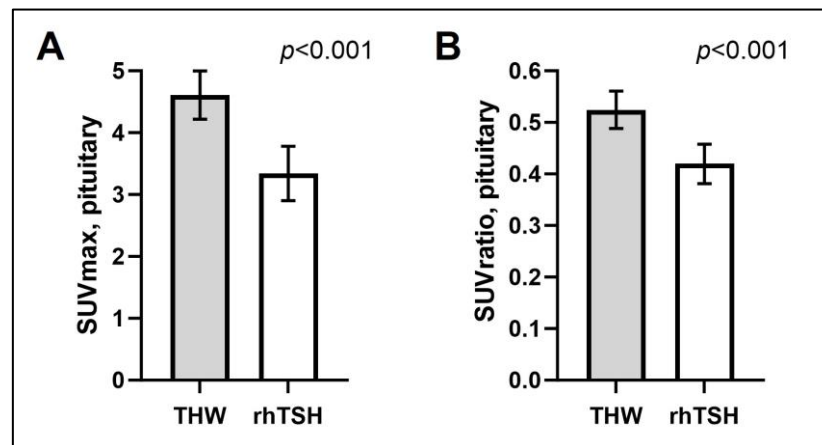 A
p<0.001
SUVmax, pituitary
5
4
3
2
1
0
THW rhTSH
B
p<0.001
SUVratio, pituitary
0.6
0.5
0.4
0.3
0.2
0.1
0.0
THW rhTSH